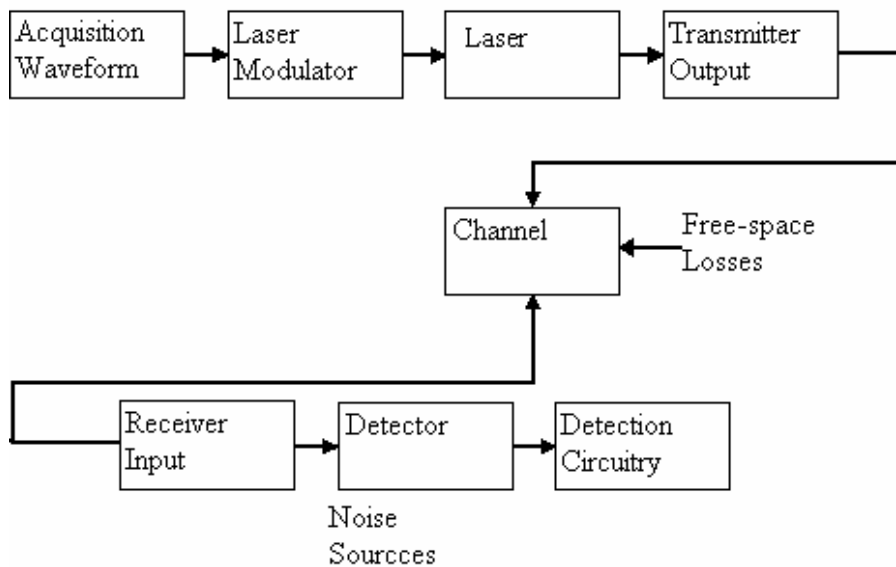 Acquisition
Waveform
Laser
Modulator
Laser
Transmitter
Output
Channel
Free-space
Losses
Receiver
Input
Detector
Detection
Circuitry
Noise
Sourcces